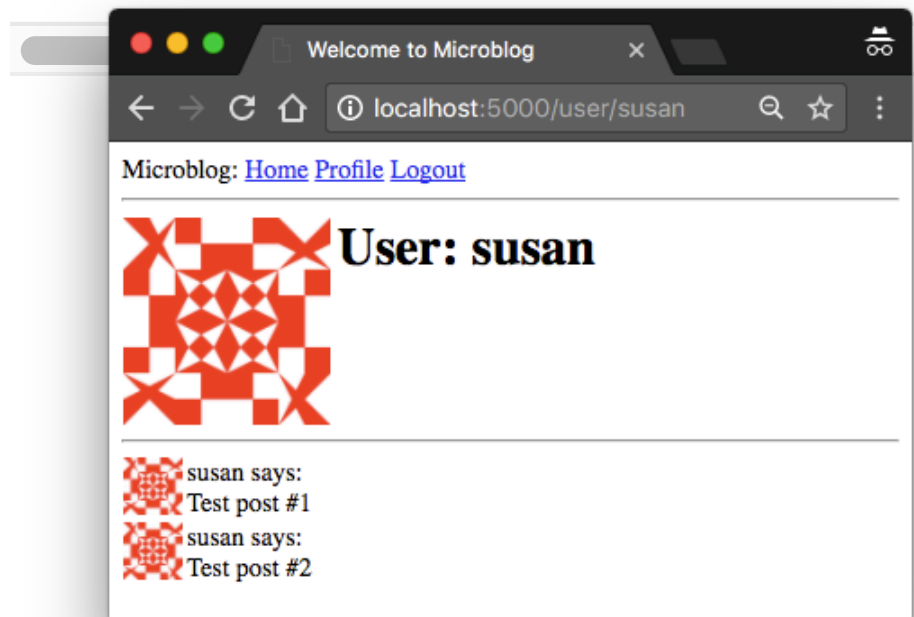 Welcome to Microblog
localhost:5000/user/susan
Microblog: Home Profile Logout
User: susan
susan says:
Test post #1
susan says:
Test post #2